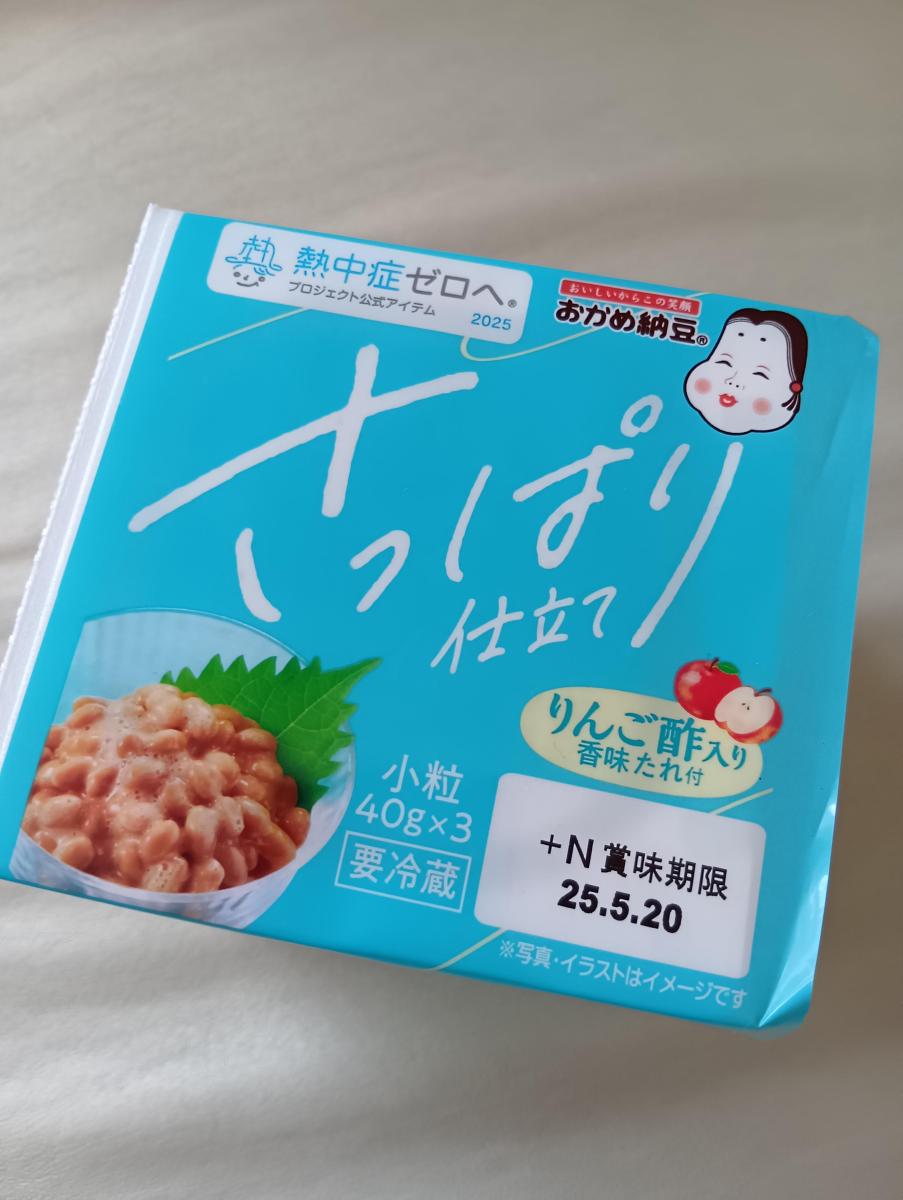 熱
熱中症ゼロへ®
プロジェクト公式アイテム
2025
おいしいからこの笑顔
おかめ納豆®
さっぱり
仕立て
りんご酢入り
香味たれ付
小粒
40g×3
要冷蔵
+N 賞味期限
25.5.20
※写真・イラストはイメージです